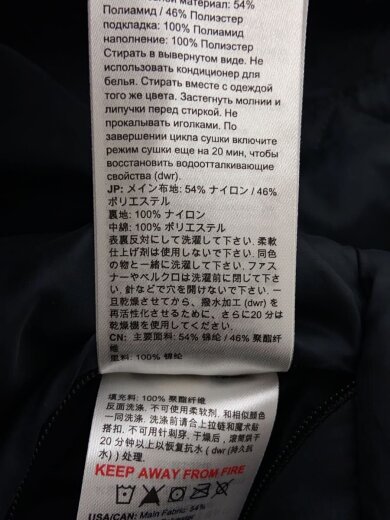 материал: 54%
Полиамид / 46% Полиэстер
подкладка: 100% Полиамид
наполнение: 100% Полиэстер
Стирать в вывернутом виде. Не
использовать кондиционер для
белья. Стирать вместе с одеждой
того же цвета. Застегнуть молнии и
липучки перед стиркой. Не
прокалывать иголками. По
завершении цикла сушки включите
режим сушки еще на 20 мин, чтобы
восстановить водоотталкивающие
свойства (dwr).
JP: メイン布地: 54% ナイロン / 46%
ポリエステル
裏地: 100% ナイロン
中綿: 100% ポリエステル
表裏反対にして洗濯して下さい. 柔軟
仕上げ剤は使用しないで下さい. 同色
の物と一緒に洗濯して下さい. ファス
ナーやベルクロは洗濯前に閉じて下さ
い. 針などで穴を開けないで下さい. 一
旦乾燥させてから、撥水加工 (dwr) を
再活性化させるために、さらに20分は
乾燥機を使用してください.
CN: 主要面料: 54% 锦纶 / 46% 聚酯纤维
里料: 100% 锦纶
填充料: 100% 聚酯纤维
反面洗涤. 不可使用柔软剂. 和相似颜色
一同洗涤. 洗涤前请合上拉链和魔术贴
搭扣. 不可用针刺穿. 干燥后, 滚筒烘干
20 分钟以上以恢复抗水 ( dwr (持久抗
水) ) 处理.
KEEP AWAY FROM FIRE
USA/CAN: Main Fabric: 54%